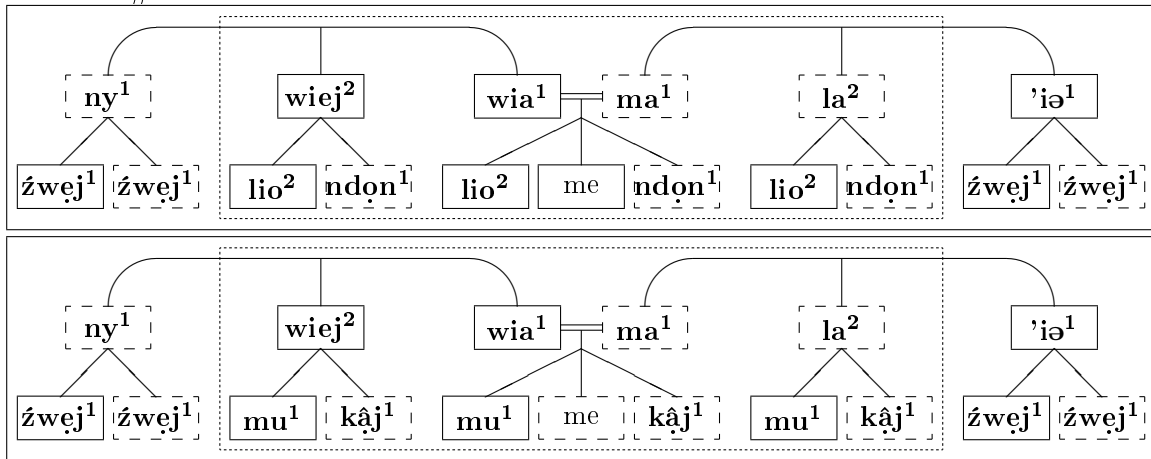 ny¹ wiej² wia¹ ma¹ la² ’iə¹
źwẹj¹ źwẹj¹ lio² ndọn¹ lio² me ndọn¹ lio² ndọn¹ źwẹj¹ źwẹj¹
ny¹ wiej² wia¹ ma¹ la² ’iə¹
źwẹj¹ źwẹj¹ mu¹ kậj¹ mu¹ me kậj¹ mu¹ kậj¹ źwẹj¹ źwẹj¹